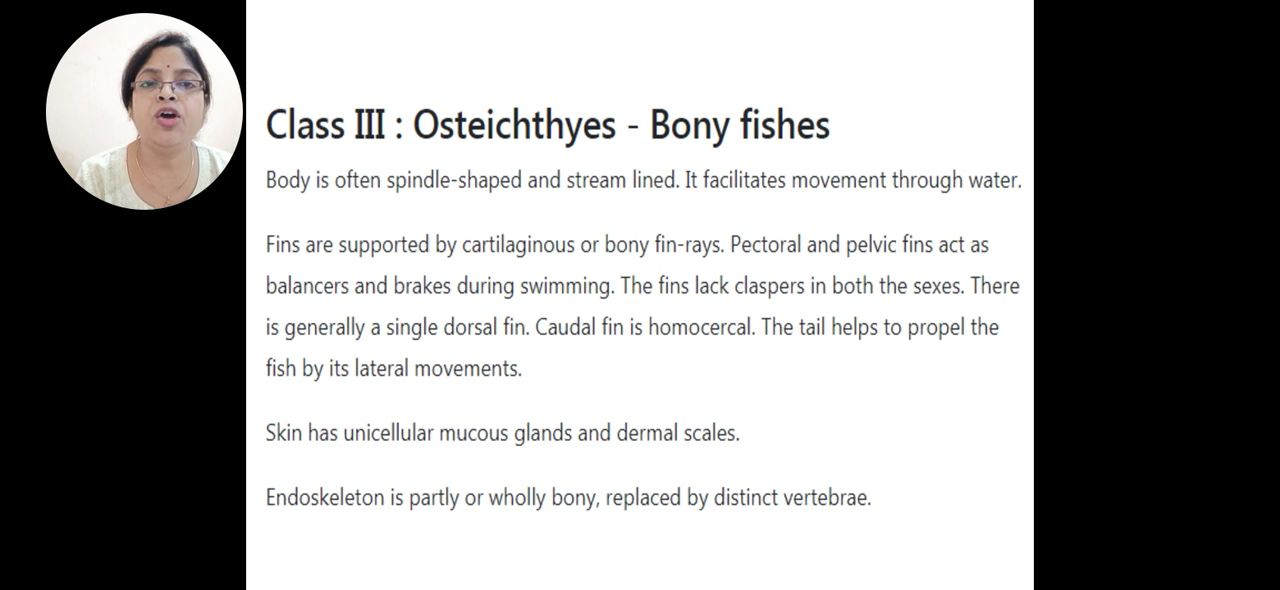 Class III : Osteichthyes - Bony fishes
Body is often spindle-shaped and stream lined. It facilitates movement through water.
Fins are supported by cartilaginous or bony fin-rays. Pectoral and pelvic fins act as
balancers and brakes during swimming. The fins lack claspers in both the sexes. There
is generally a single dorsal fin. Caudal fin is homocercal. The tail helps to propel the
fish by its lateral movements.
Skin has unicellular mucous glands and dermal scales.
Endoskeleton is partly or wholly bony, replaced by distinct vertebrae.